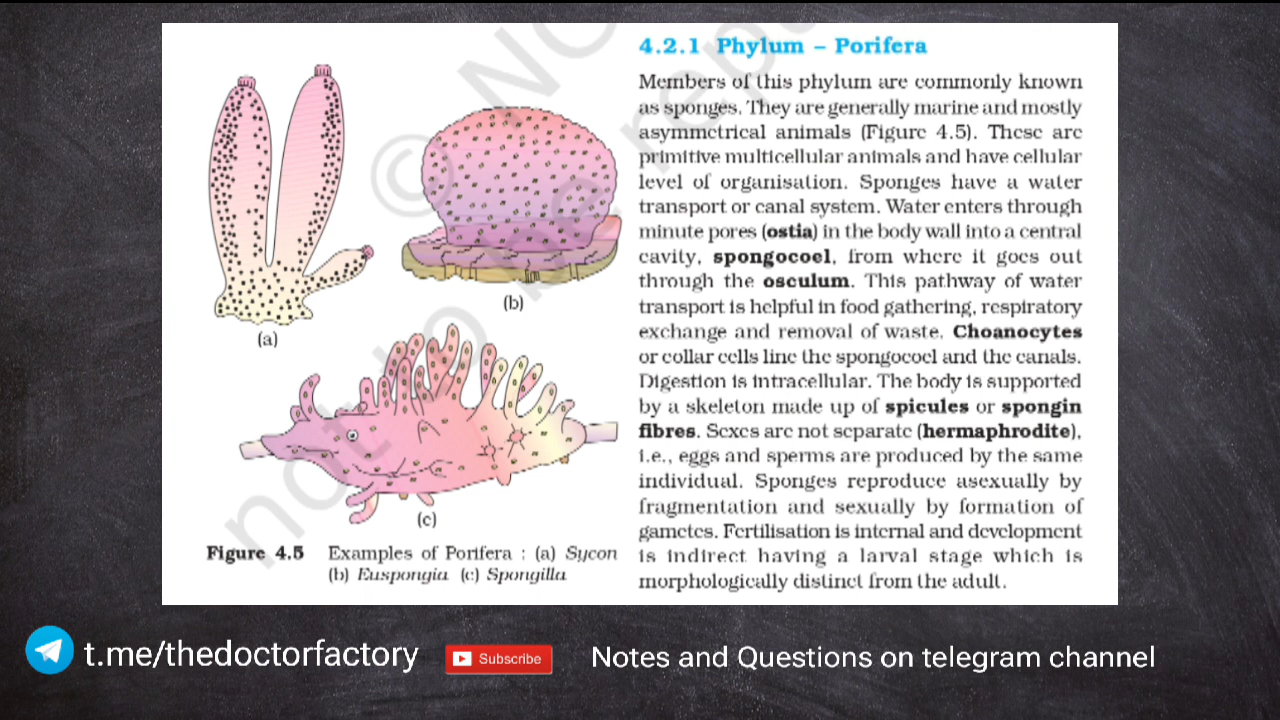 (a)
(b)
(c)
Figure 4.5 Examples of Porifera : (a) Sycon
(b) Euspongia (c) Spongilla
4.2.1 Phylum – Porifera
Members of this phylum are commonly known
as sponges. They are generally marine and mostly
asymmetrical animals (Figure 4.5). These are
primitive multicellular animals and have cellular
level of organisation. Sponges have a water
transport or canal system. Water enters through
minute pores (ostia) in the body wall into a central
cavity, spongocoel, from where it goes out
through the osculum. This pathway of water
transport is helpful in food gathering, respiratory
exchange and removal of waste. Choanocytes
or collar cells line the spongocoel and the canals.
Digestion is intracellular. The body is supported
by a skeleton made up of spicules or spongin
fibres. Sexes are not separate (hermaphrodite),
i.e., eggs and sperms are produced by the same
individual. Sponges reproduce asexually by
fragmentation and sexually by formation of
gametes. Fertilisation is internal and development
is indirect having a larval stage which is
morphologically distinct from the adult.
© NC
not to be rep
t.me/thedoctorfactory
Subscribe
Notes and Questions on telegram channel